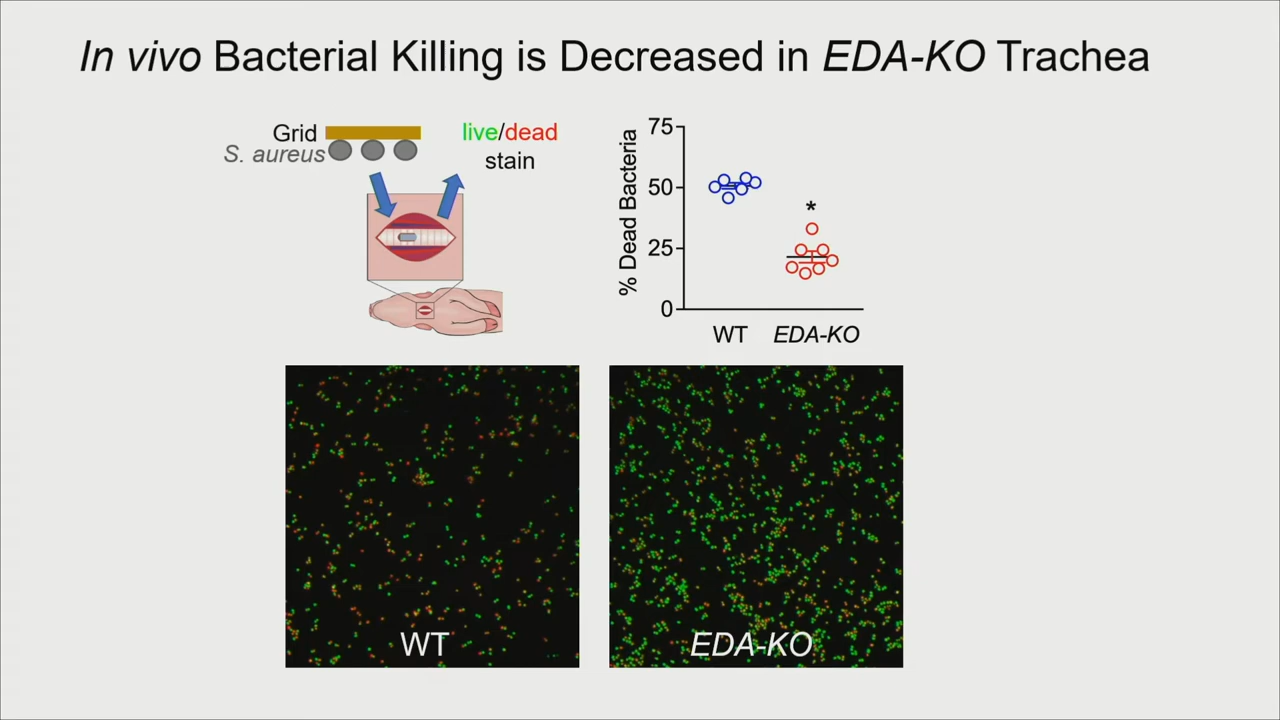 In vivo Bacterial Killing is Decreased in EDA-KO Trachea
Grid
S. aureus
live/dead
stain
% Dead Bacteria
75
50
25
0
*
WT
EDA-KO
WT
EDA-KO